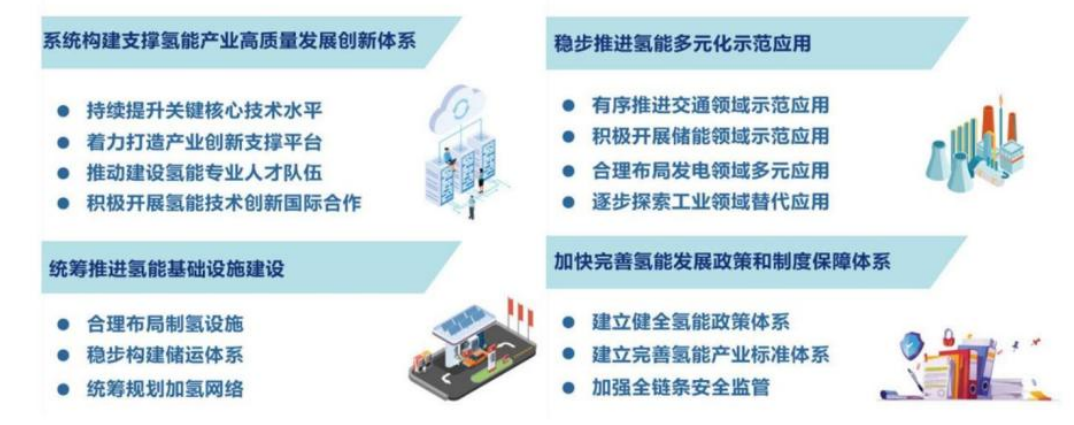 系统构建支撑氢能产业高质量发展创新体系
● 持续提升关键核心技术水平
● 着力打造产业创新支撑平台
● 推动建设氢能专业人才队伍
● 积极开展氢能技术创新国际合作
稳步推进氢能多元化示范应用
● 有序推进交通领域示范应用
● 积极开展储能领域示范应用
● 合理布局发电领域多元应用
● 逐步探索工业领域替代应用
统筹推进氢能基础设施建设
● 合理布局制氢设施
● 稳步构建储运体系
● 统筹规划加氢网络
加快完善氢能发展政策和制度保障体系
● 建立健全氢能政策体系
● 建立完善氢能产业标准体系
● 加强全链条安全监管